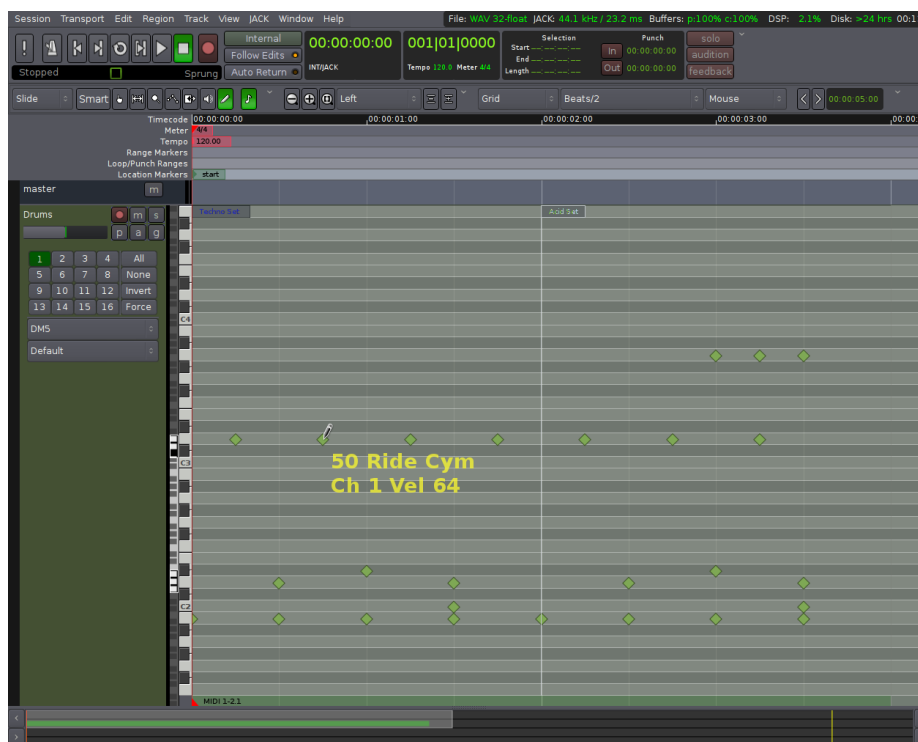 Session Transport Edit Region Track View JACK Window Help File: WAV 32-float JACK: 44.1 kHz / 23.2 ms Buffers: p:100% c:100% DSP: 2.1% Disk: >24 hrs 00:1
Internal 00:00:00:00 001|01|0000 Selection Punch solo
Start --:--:--:-- In 00:00:00:00
Follow Edits End --:--:--:-- audition
Stopped Sprung Auto Return INT/JACK Tempo 120.0 Meter 4/4 Length --:--:--:-- Out 00:00:00:00 feedback
Slide Smart Left Grid Beats/2 Mouse 00:00:05:00
Timecode 00:00:00:00 00:00:01:00 00:00:02:00 00:00:03:00 00:00:
Meter 4/4
Tempo 120.00
Range Markers
Loop/Punch Ranges
Location Markers start
master m
Drums m s Techno Set Acid Set
p a g
1 2 3 4 All
5 6 7 8 None
9 10 11 12 Invert
13 14 15 16 Force
C4
DM5
Default
C3
50 Ride Cym
Ch 1 Vel 64
C2
MIDI 1-2.1